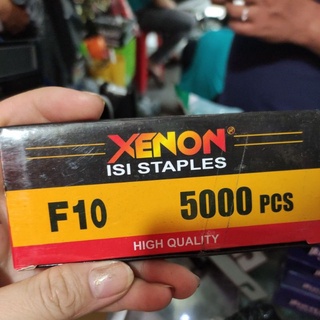 XENON®
ISI STAPLES
F10 5000 PCS
HIGH QUALITY